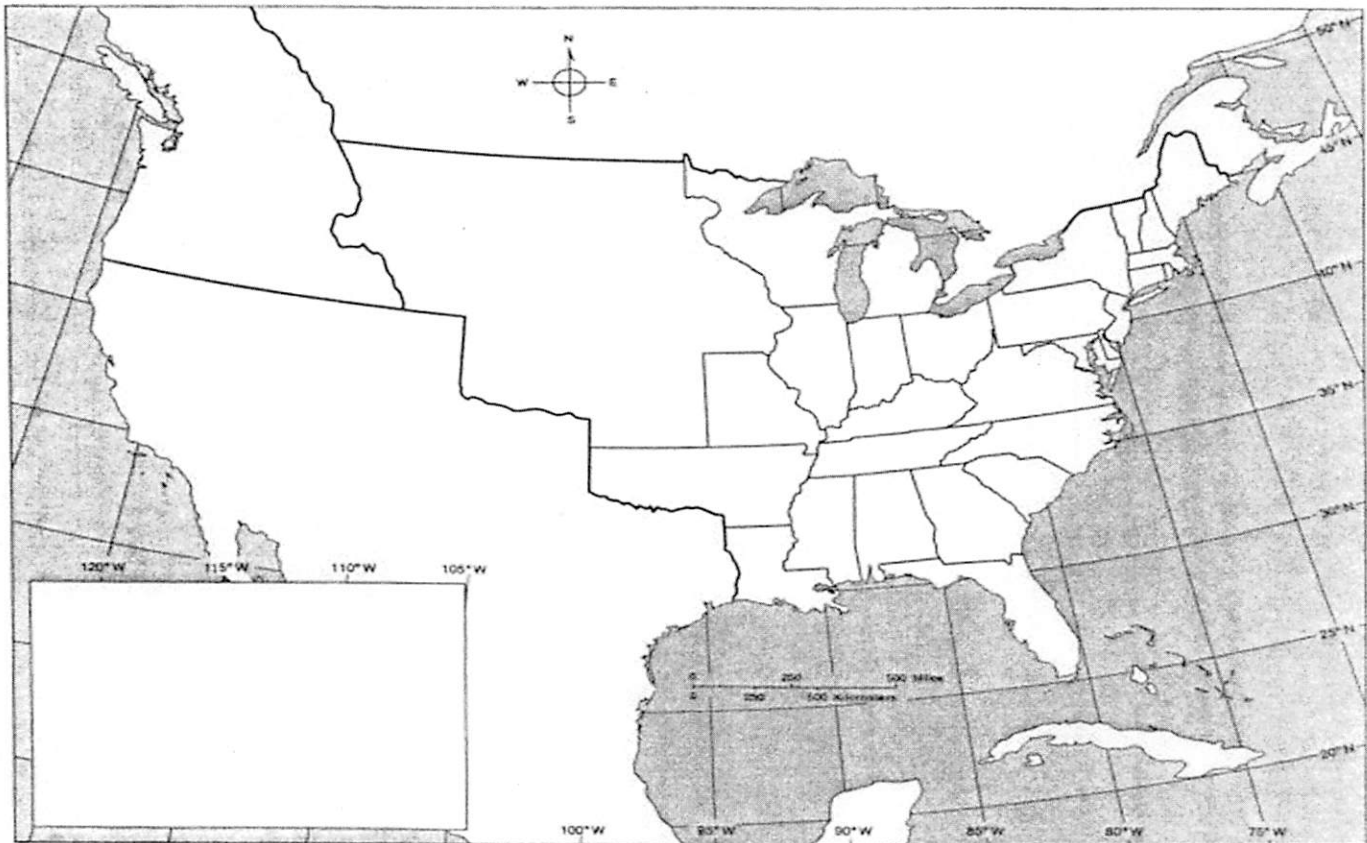 50° N
N
W E
S
45° N
40° N
35° N
30° N
120° W 115° W 110° W 105° W
25° N
0 250 500 Miles
0 250 500 Kilometers
20° N
100° W 95° W 90° W 85° W 80° W 75° W